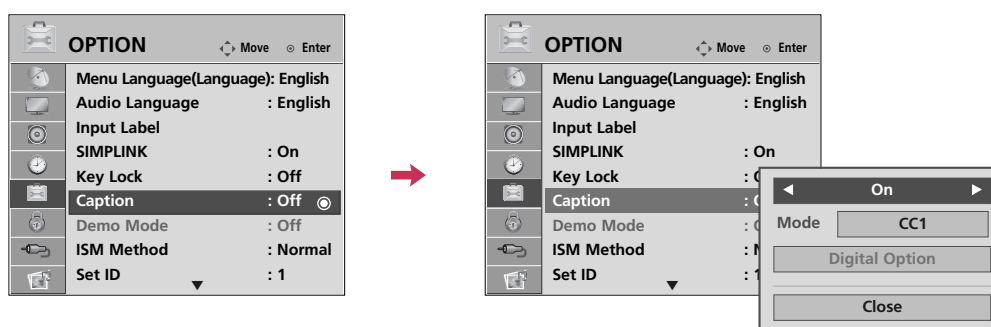 OPTION Move Enter
Menu Language(Language): English
Audio Language : English
Input Label
SIMPLINK : On
Key Lock : Off
Caption : Off
Demo Mode : Off
ISM Method : Normal
Set ID : 1
OPTION Move Enter
Menu Language(Language): English
Audio Language : English
Input Label
SIMPLINK : On
Key Lock :
Caption :
Demo Mode :
ISM Method :
Set ID : 1
On
Mode CC1
Digital Option
Close